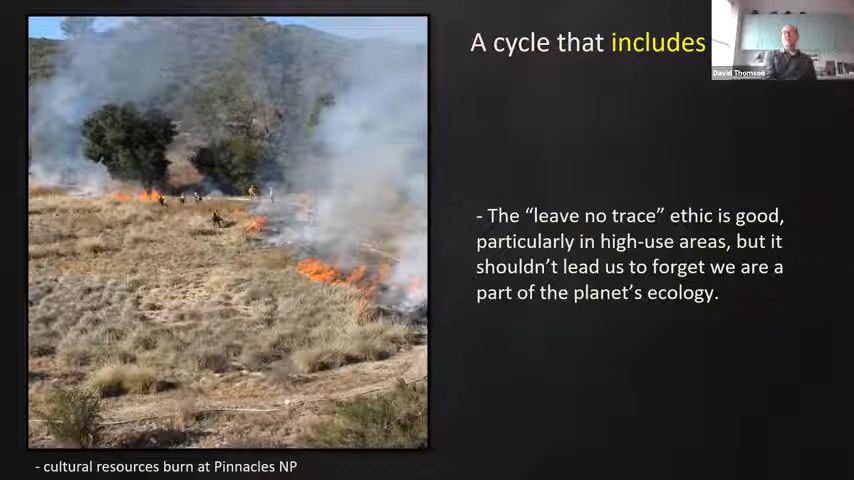 A cycle that includes
David Thomson
- The “leave no trace” ethic is good,
particularly in high-use areas, but it
shouldn’t lead us to forget we are a
part of the planet’s ecology.
- cultural resources burn at Pinnacles NP